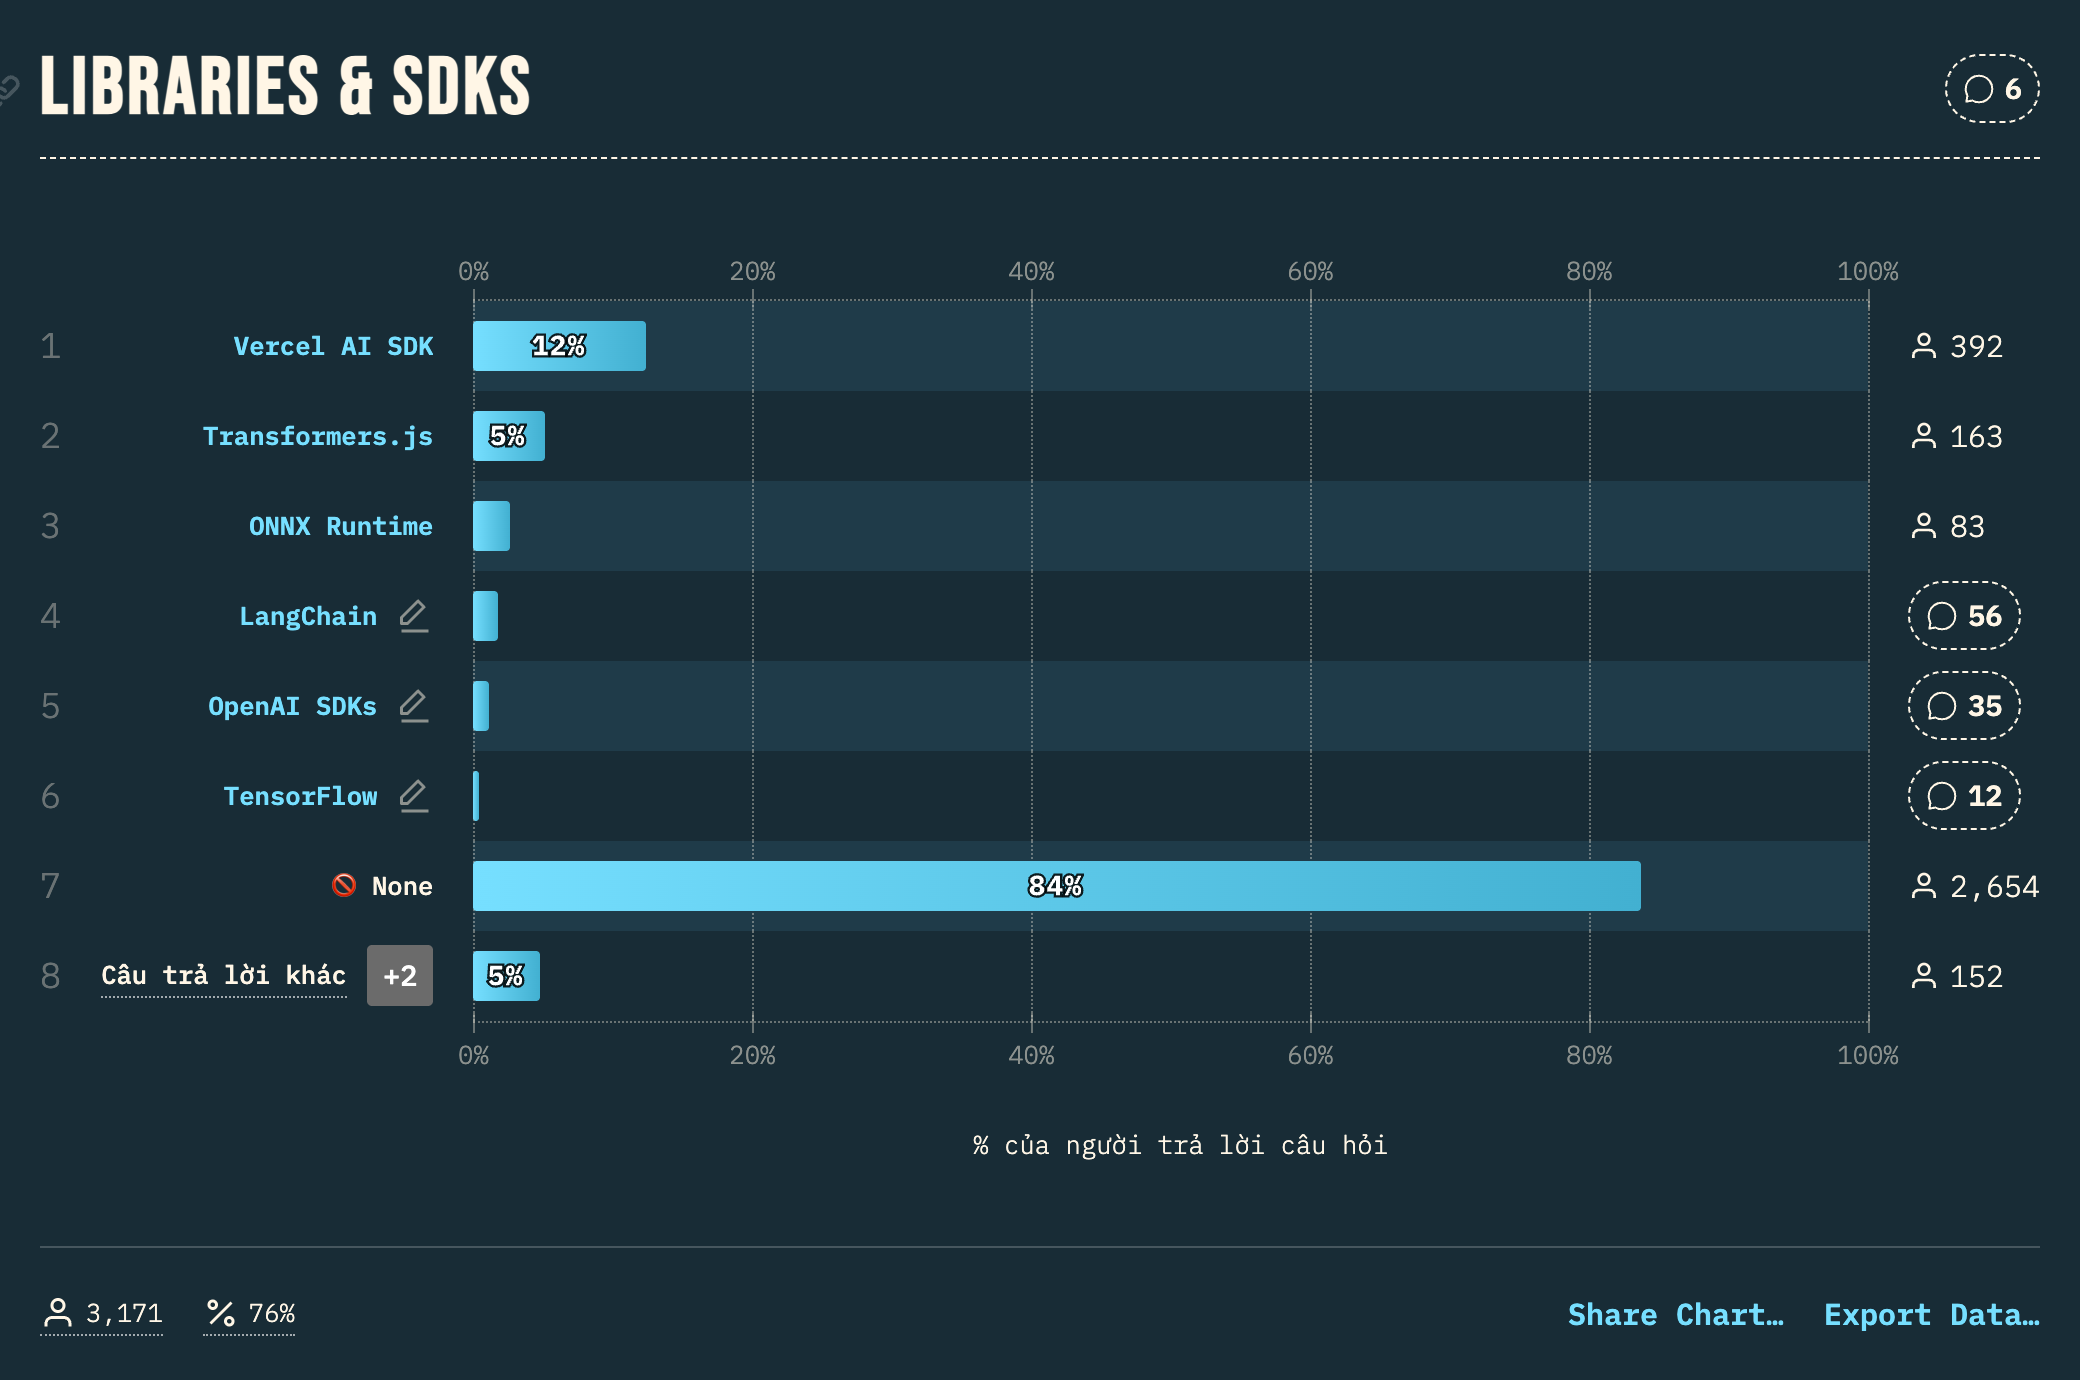 LIBRARIES & SDKS
6
0% 20% 40% 60% 80% 100%
1 Vercel AI SDK 12% 392
2 Transformers.js 5% 163
3 ONNX Runtime 83
4 LangChain 56
5 OpenAI SDKs 35
6 TensorFlow 12
7 None 84% 2,654
8 Câu trả lời khác +2 5% 152
0% 20% 40% 60% 80% 100%
% của người trả lời câu hỏi
3,171 76% Share Chart… Export Data…